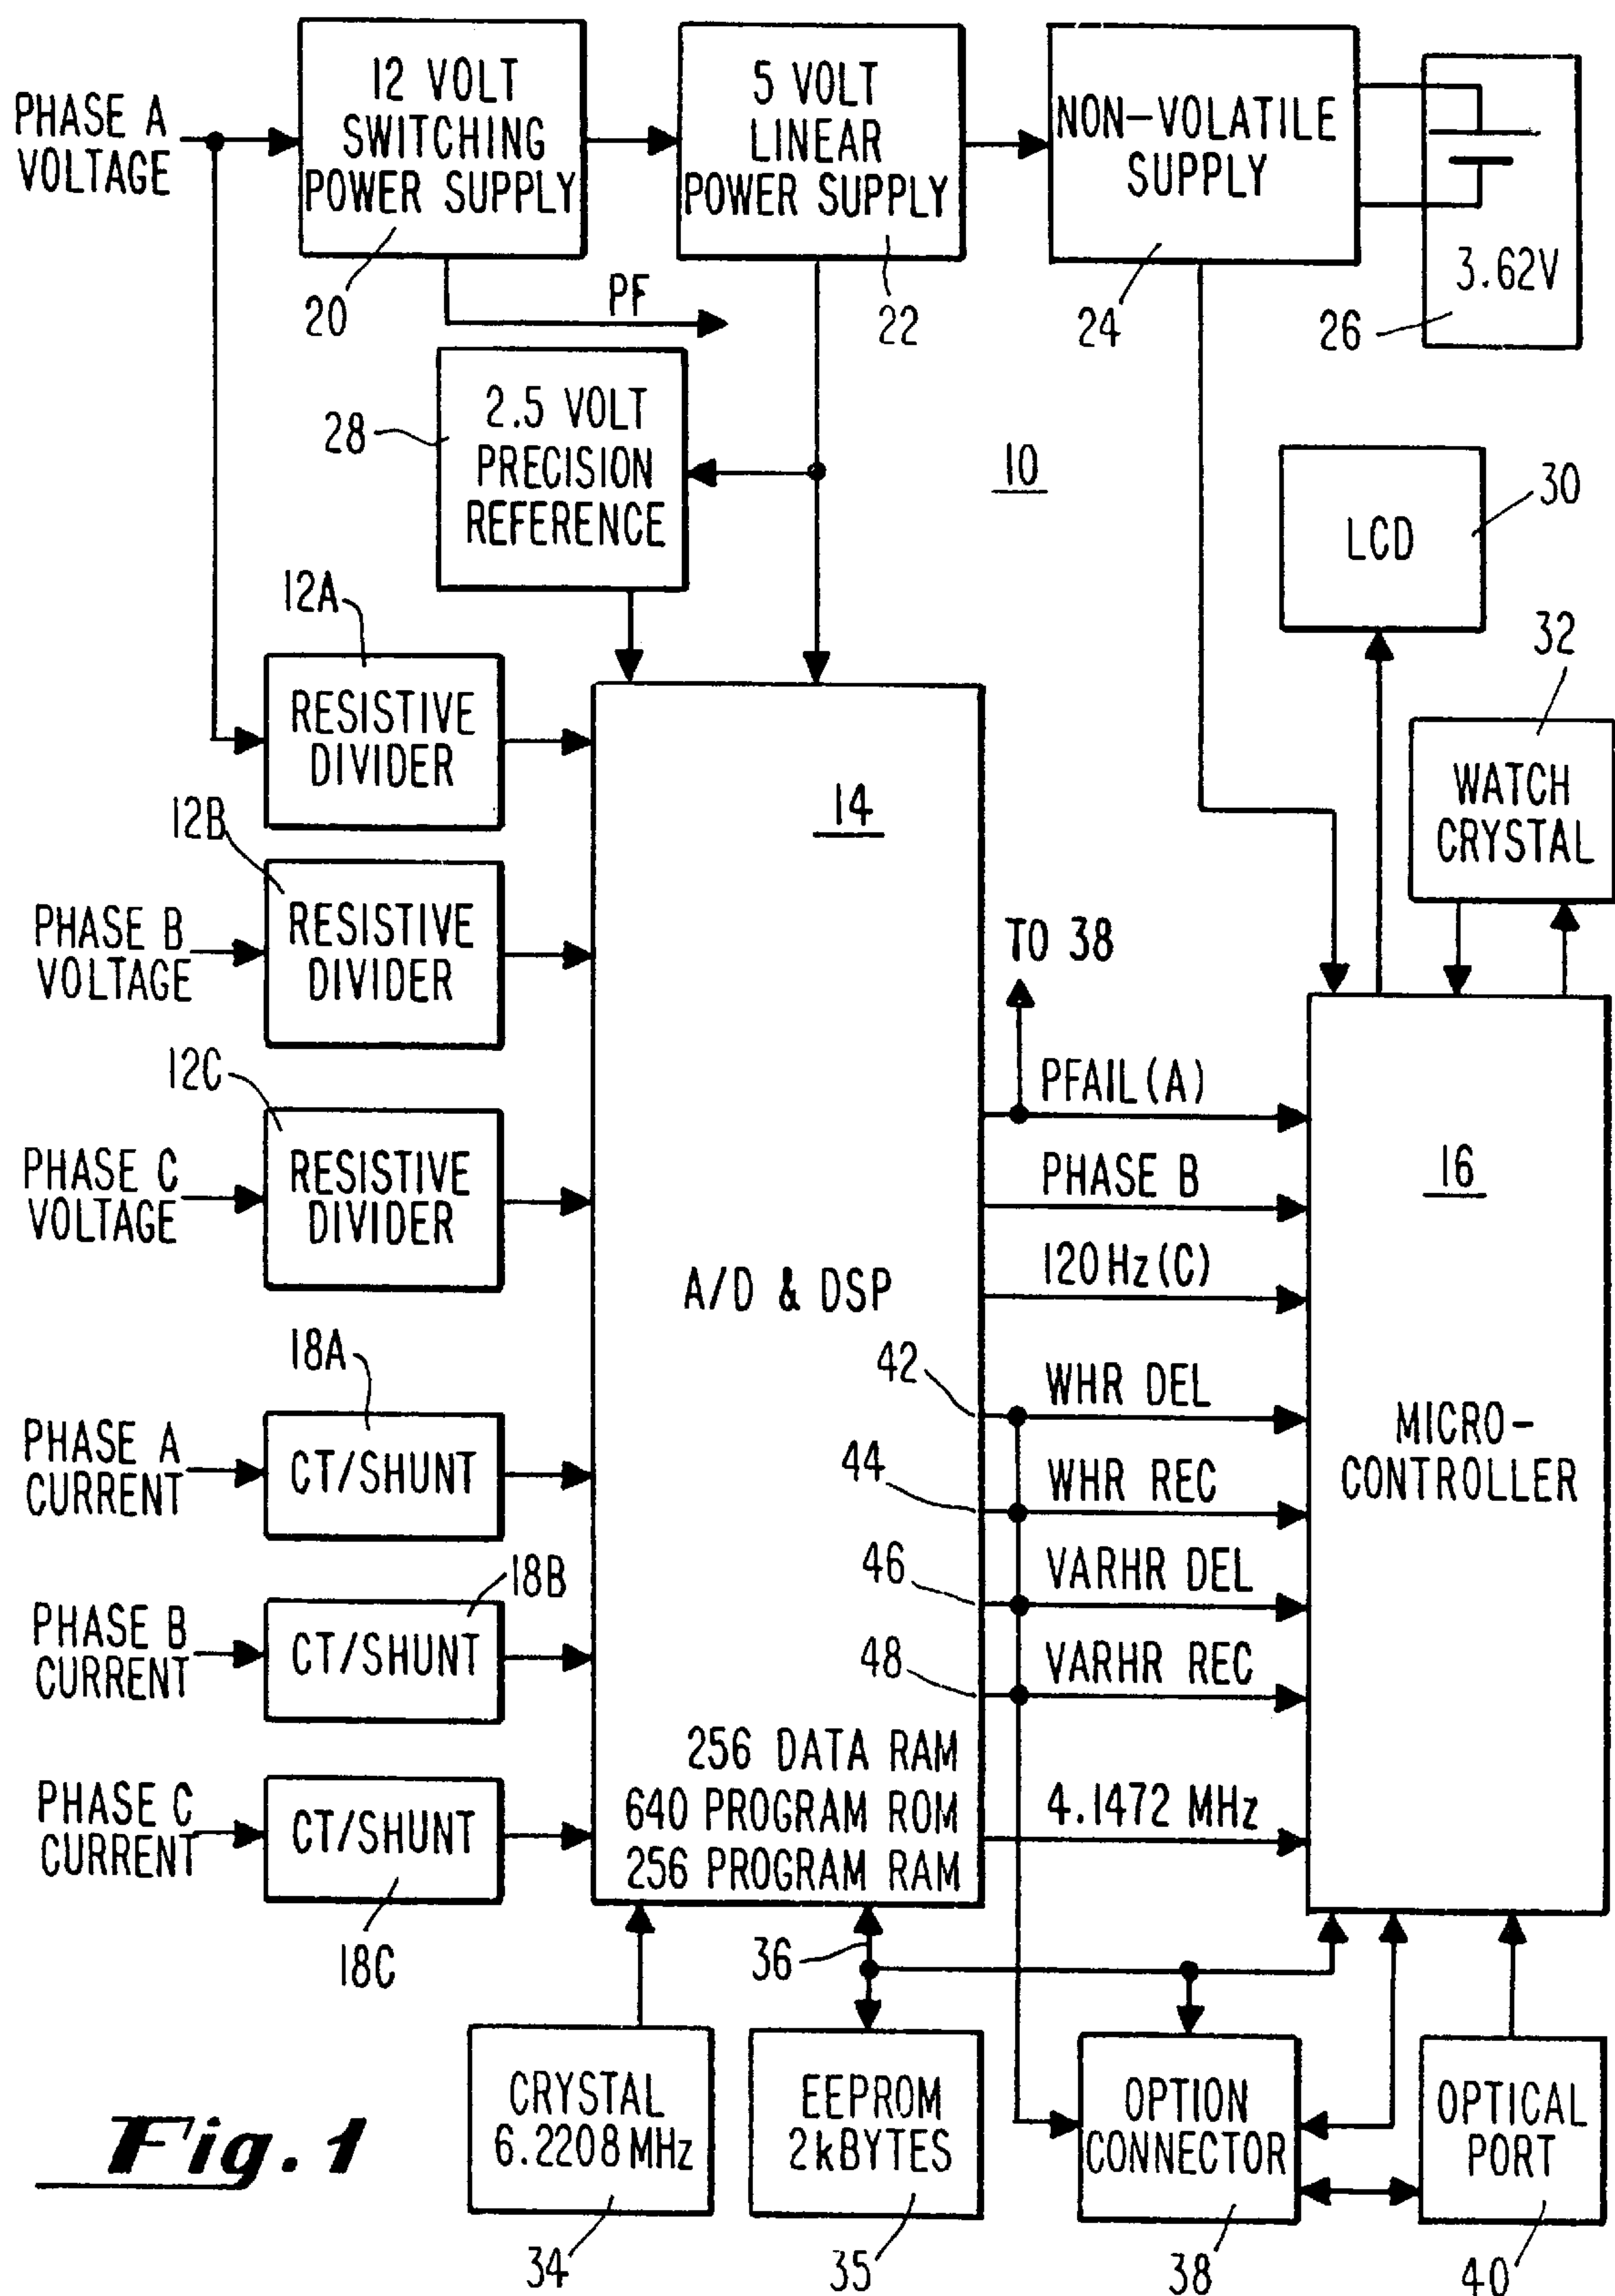 PHASE A
VOLTAGE
12 VOLT
SWITCHING
POWER SUPPLY
20
PF
5 VOLT
LINEAR
POWER SUPPLY
22
NON-VOLATILE
SUPPLY
24
3.62V
26
28
2.5 VOLT
PRECISION
REFERENCE
10
LCD
30
32
WATCH
CRYSTAL
12A
RESISTIVE
DIVIDER
12B
PHASE B
VOLTAGE
RESISTIVE
DIVIDER
12C
PHASE C
VOLTAGE
RESISTIVE
DIVIDER
18A
PHASE A
CURRENT
CT/SHUNT
18B
PHASE B
CURRENT
CT/SHUNT
PHASE C
CURRENT
CT/SHUNT
18C
14
A/D & DSP
256 DATA RAM
640 PROGRAM ROM
256 PROGRAM RAM
TO 38
PFAIL(A)
PHASE B
120Hz(C)
42
WHR DEL
44
WHR REC
46
VARHR DEL
48
VARHR REC
4.1472 MHz
16
MICRO-
CONTROLLER
36
CRYSTAL
6.2208MHz
34
EEPROM
2kBYTES
35
OPTION
CONNECTOR
38
OPTICAL
PORT
40
Fig. 1